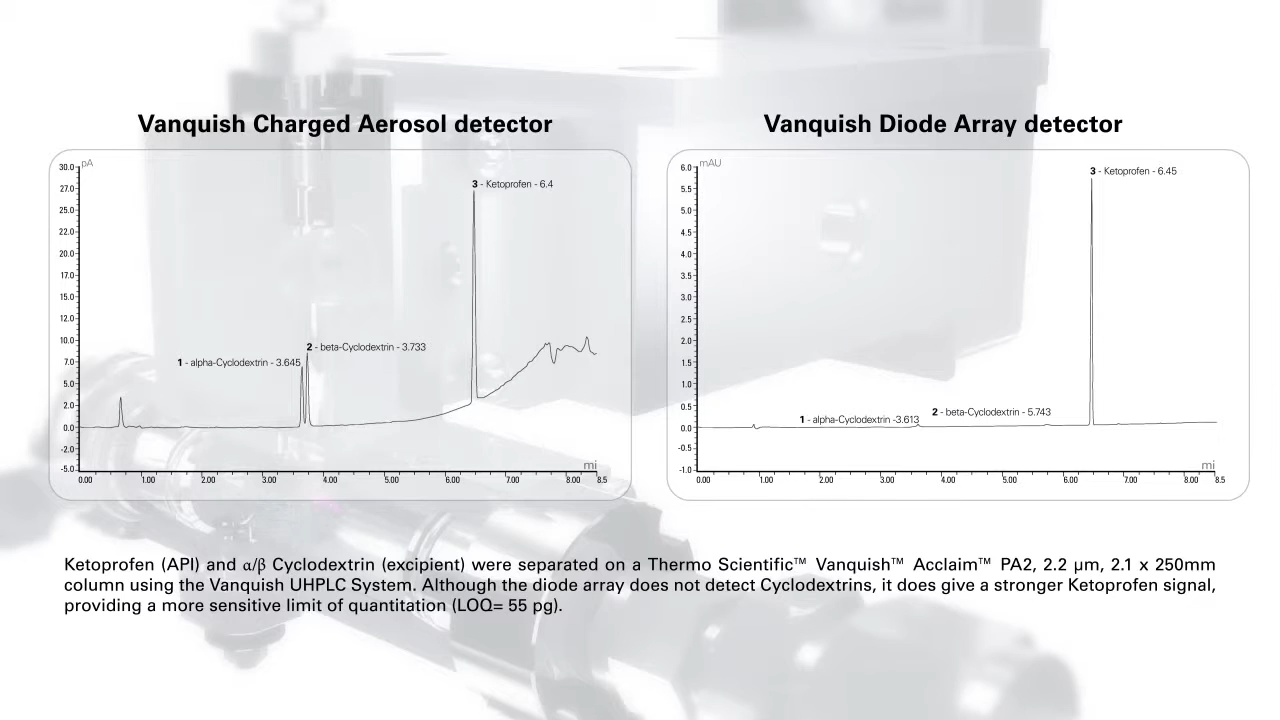 Vanquish Charged Aerosol detector
Vanquish Diode Array detector
pA
30.0
27.0
25.0
22.0
20.0
17.0
15.0
12.0
10.0
7.0
5.0
2.0
0.0
-2.0
-5.0
3 - Ketoprofen - 6.4
2 - beta-Cyclodextrin - 3.733
1 - alpha-Cyclodextrin - 3.645
mi
0.00 1.00 2.00 3.00 4.00 5.00 6.00 7.00 8.00 8.5
mAU
6.0
5.5
5.0
5.5
4.5
4.0
3.5
3.0
2.5
2.0
1.5
1.0
0.5
0.0
-0.5
-1.0
3 - Ketoprofen - 6.45
2 - beta-Cyclodextrin - 5.743
1 - alpha-Cyclodextrin -3.613
mi
0.00 1.00 2.00 3.00 4.00 5.00 6.00 7.00 8.00 8.5
Ketoprofen (API) and α/β Cyclodextrin (excipient) were separated on a Thermo Scientific™ Vanquish™ Acclaim™ PA2, 2.2 μm, 2.1 x 250mm
column using the Vanquish UHPLC System. Although the diode array does not detect Cyclodextrins, it does give a stronger Ketoprofen signal,
providing a more sensitive limit of quantitation (LOQ= 55 pg).